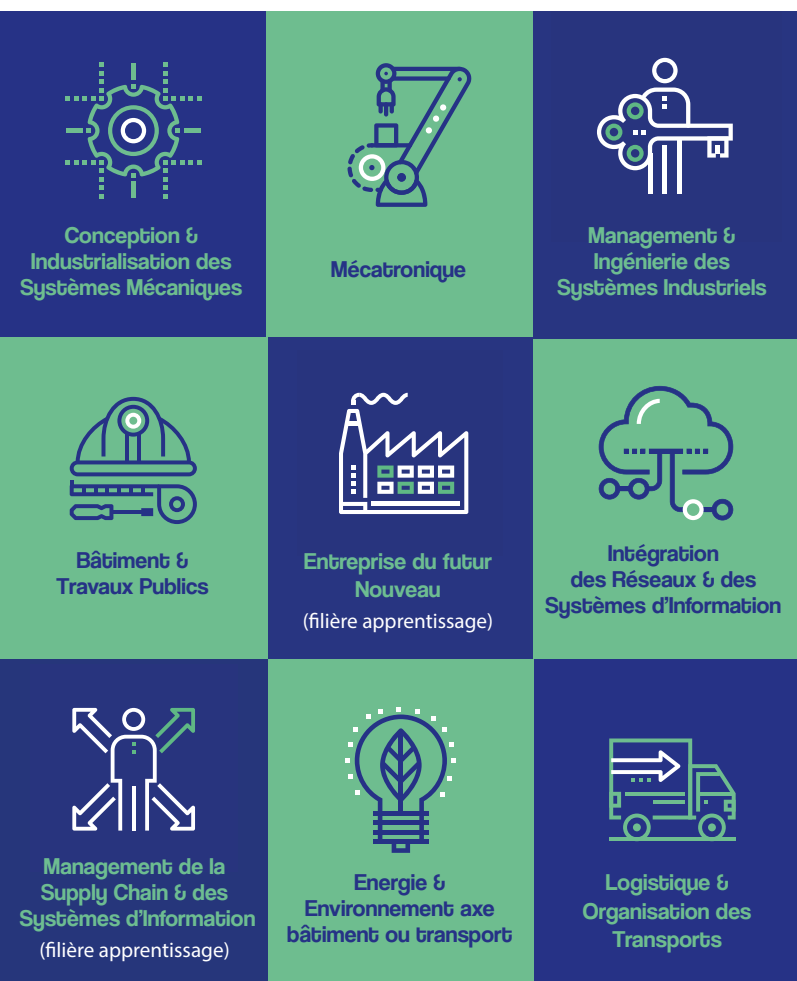 Conception &
Industrialisation des
Systèmes Mécaniques
Mécatronique
Management &
Ingénierie des
Systèmes Industriels
Bâtiment &
Travaux Publics
Entreprise du futur
Nouveau
(filière apprentissage)
Intégration
des Réseaux & des
Systèmes d'Information
Management de la
Supply Chain & des
Systèmes d'Information
(filière apprentissage)
Energie &
Environnement axe
bâtiment ou transport
Logistique &
Organisation des
Transports